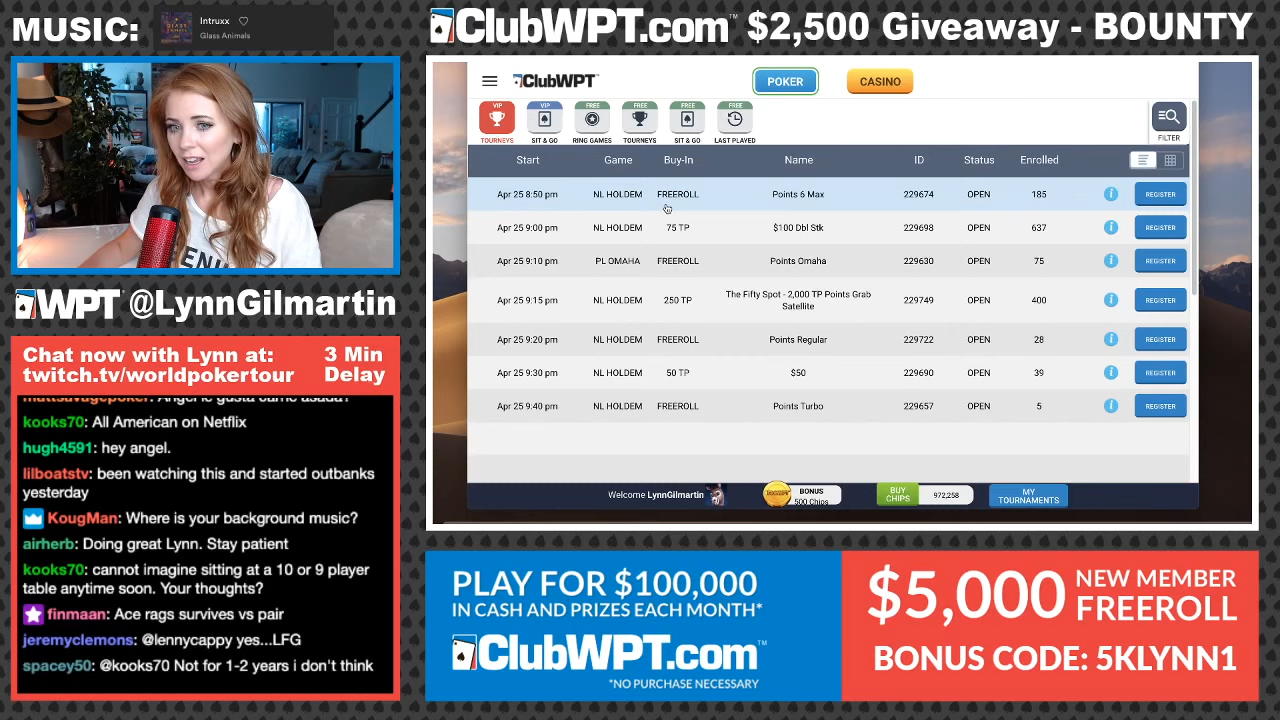 MUSIC:
Intruxx
Glass Animals
ClubWPT.com™ $2,500 Giveaway - BOUNTY
WPT @LynnGilmartin
Chat now with Lynn at:
twitch.tv/worldpokertour
3 Min
Delay
mattsavagepoker: Angel le gusta carne asada?
kooks70: All American on Netflix
hugh4591: hey angel.
lilboatstv: been watching this and started outbanks
yesterday
KougMan: Where is your background music?
airherb: Doing great Lynn. Stay patient
kooks70: cannot imagine sitting at a 10 or 9 player
table anytime soon. Your thoughts?
finmaan: Ace rags survives vs pair
jeremyclemons: @lennycappy yes...LFG
spacey50: @kooks70 Not for 1-2 years i don't think
ClubWPT™
POKER
CASINO
VIP
TOURNEYS
VIP
SIT & GO
FREE
RING GAMES
FREE
TOURNEYS
FREE
SIT & GO
FREE
LAST PLAYED
FILTER
Start Game Buy-In Name ID Status Enrolled
Apr 25 8:50 pm NL HOLDEM FREEROLL Points 6 Max 229674 OPEN 185 i REGISTER
Apr 25 9:00 pm NL HOLDEM 75 TP $100 Dbl Stk 229698 OPEN 637 i REGISTER
Apr 25 9:10 pm PL OMAHA FREEROLL Points Omaha 229630 OPEN 75 i REGISTER
Apr 25 9:15 pm NL HOLDEM 250 TP The Fifty Spot - 2,000 TP Points Grab
Satellite 229749 OPEN 400 i REGISTER
Apr 25 9:20 pm NL HOLDEM FREEROLL Points Regular 229722 OPEN 28 i REGISTER
Apr 25 9:30 pm NL HOLDEM 50 TP $50 229690 OPEN 39 i REGISTER
Apr 25 9:40 pm NL HOLDEM FREEROLL Points Turbo 229657 OPEN 5 i REGISTER
Welcome LynnGilmartin
BONUS
500 Chips
BUY
CHIPS
972,258
MY
TOURNAMENTS
PLAY FOR $100,000
IN CASH AND PRIZES EACH MONTH*
ClubWPT.com™
*NO PURCHASE NECESSARY
$5,000 NEW MEMBER
FREEROLL
BONUS CODE: 5KLYNN1